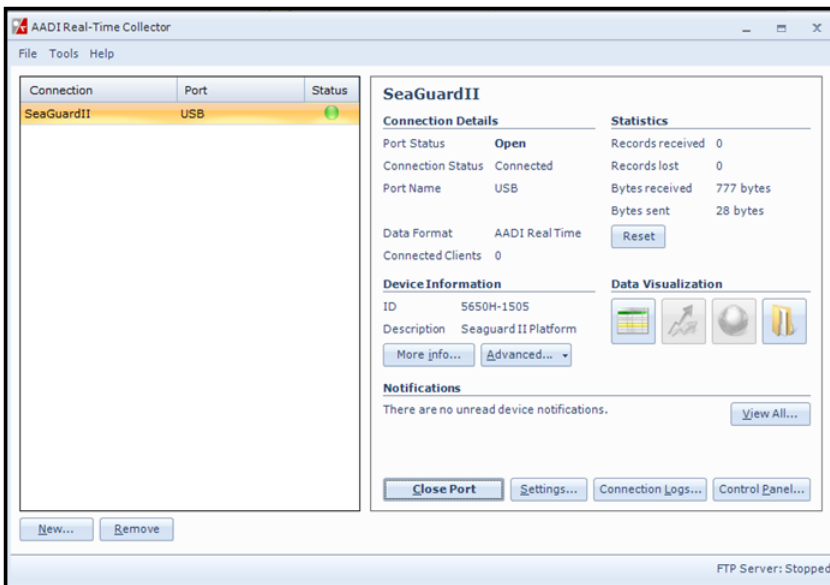 AADI Real-Time Collector
File Tools Help
Connection Port Status
SeaGuardII USB
SeaGuardII
Connection Details
Port Status Open
Connection Status Connected
Port Name USB
Data Format AADI Real Time
Connected Clients 0
Statistics
Records received 0
Records lost 0
Bytes received 777 bytes
Bytes sent 28 bytes
Reset
Device Information
ID 5650H-1505
Description Seaguard II Platform
More info... Advanced...
Data Visualization
Notifications
There are no unread device notifications.
View All...
Close Port Settings... Connection Logs... Control Panel...
New... Remove
FTP Server: Stopped